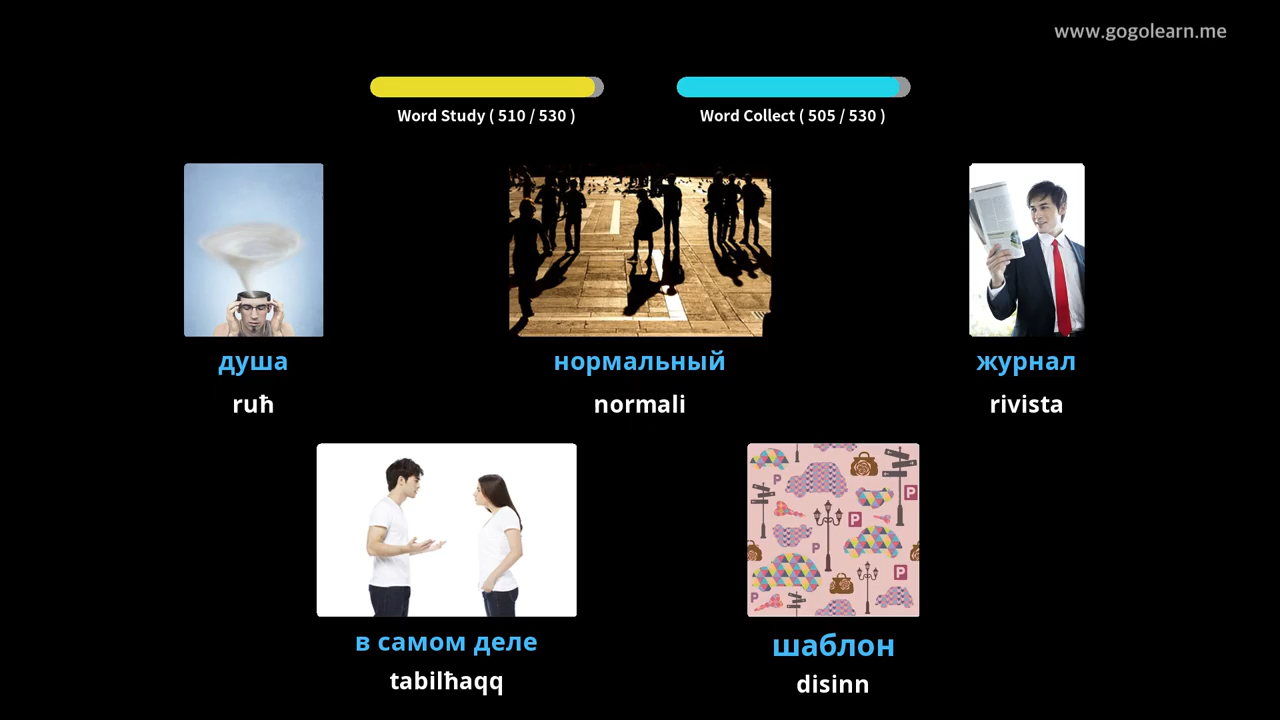 www.gogolearn.me
Word Study ( 510 / 530 )
Word Collect ( 505 / 530 )
душа
нормальный
журнал
ruħ
normali
rivista
P
P
P
P
P
P
в самом деле
шаблон
tabilħaqq
disinn